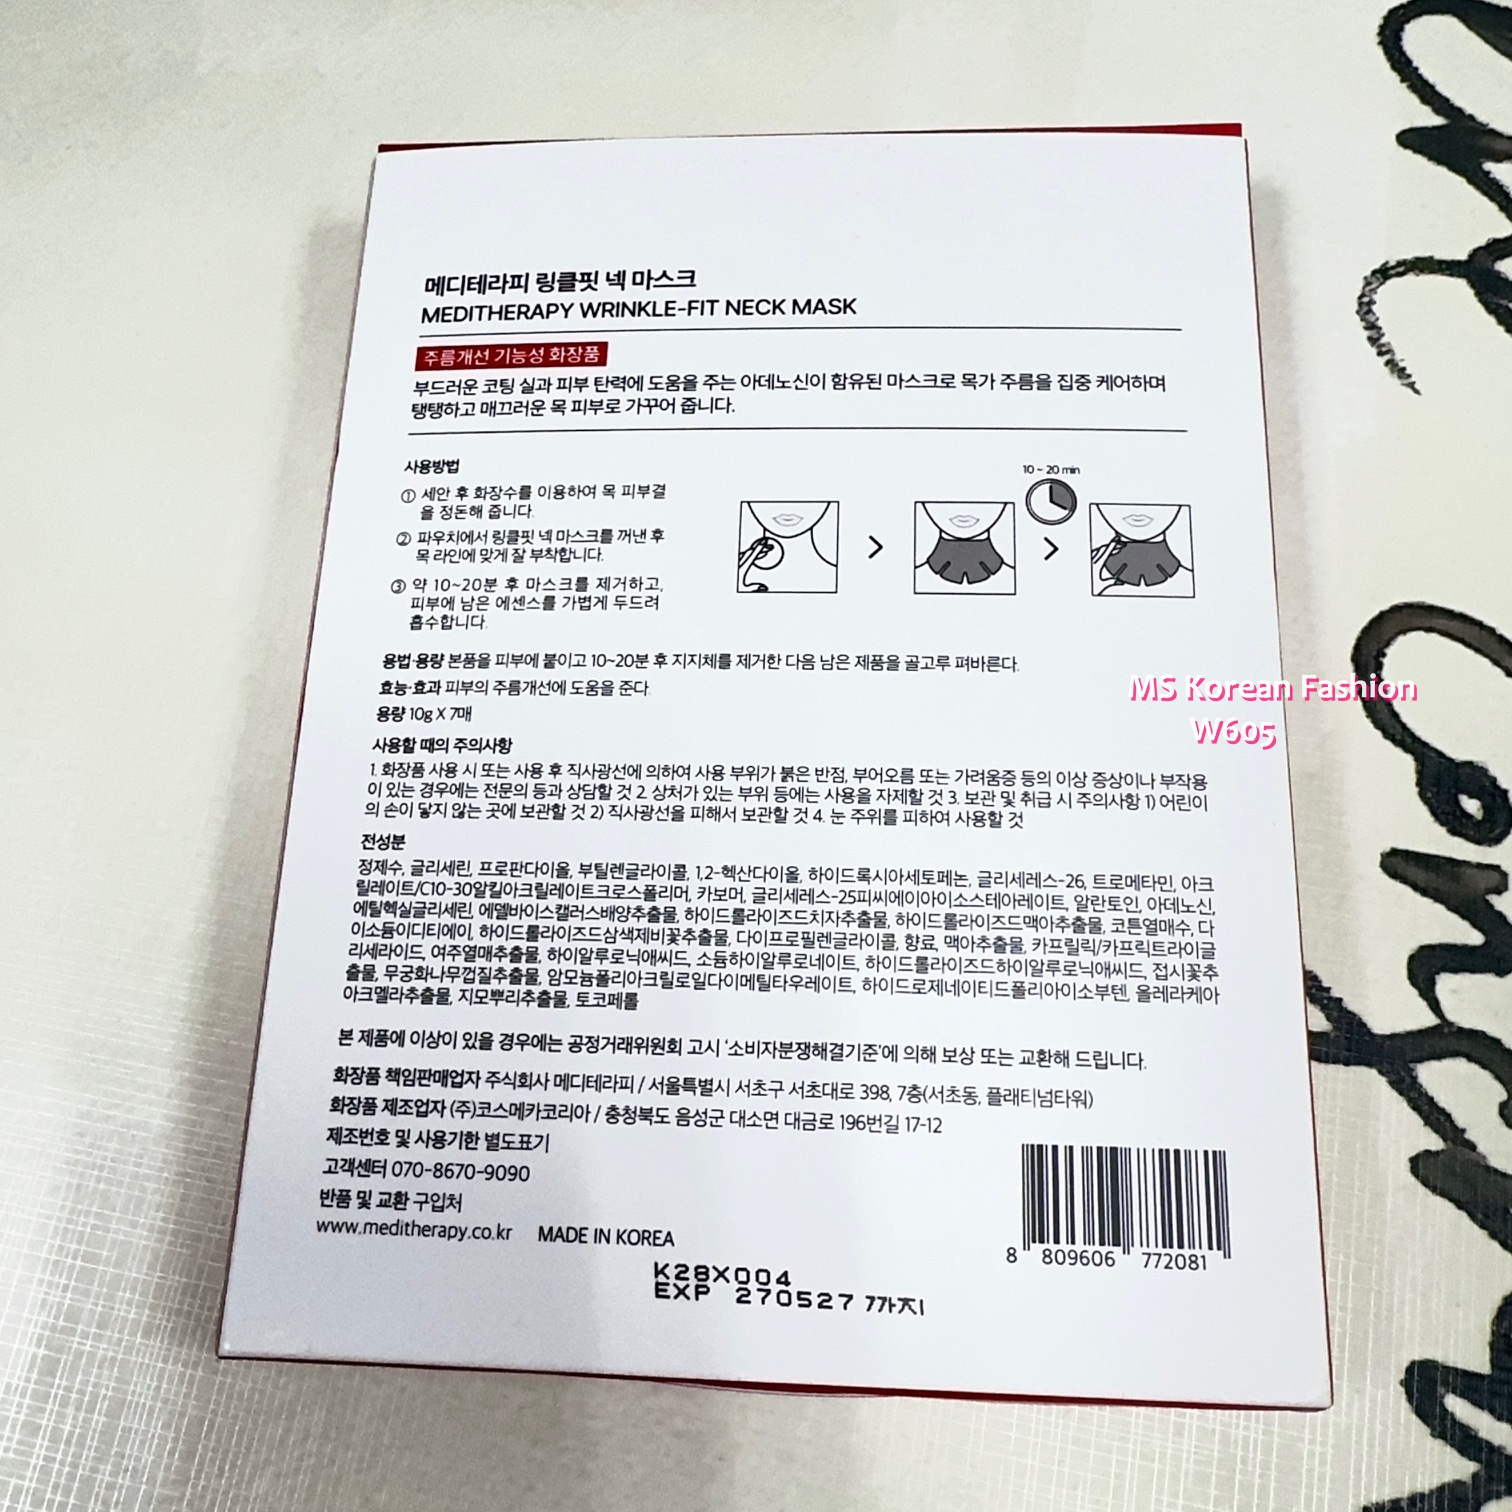 메디테라피 링클핏 넥 마스크
MEDITHERAPY WRINKLE-FIT NECK MASK
주름개선 기능성 화장품
부드러운 코팅 실과 피부 탄력에 도움을 주는 아데노신이 함유된 마스크로 목가 주름을 집중 케어하며
탱탱하고 매끄러운 목 피부로 가꾸어 줍니다.
사용방법
① 세안 후 화장수를 이용하여 목 피부결
을 정돈해 줍니다.
② 파우치에서 링클핏 넥 마스크를 꺼낸 후
목 라인에 맞게 잘 부착합니다.
③ 약 10~20분 후 마스크를 제거하고,
피부에 남은 에센스를 가볍게 두드려
흡수합니다.
10 ~ 20 min
용법·용량 본품을 피부에 붙이고 10~20분 후 지지체를 제거한 다음 남은 제품을 골고루 펴바른다.
효능·효과 피부의 주름개선에 도움을 준다.
용량 10g X 7매
사용할 때의 주의사항
1. 화장품 사용 시 또는 사용 후 직사광선에 의하여 사용 부위가 붉은 반점, 부어오름 또는 가려움증 등의 이상 증상이나 부작용
이 있는 경우에는 전문의 등과 상담할 것 2. 상처가 있는 부위 등에는 사용을 자제할 것 3. 보관 및 취급 시 주의사항 1) 어린이
의 손이 닿지 않는 곳에 보관할 것 2) 직사광선을 피해서 보관할 것 4. 눈 주위를 피하여 사용할 것
전성분
정제수, 글리세린, 프로판다이올, 부틸렌글라이콜, 1,2-헥산다이올, 하이드록시아세토페논, 글리세레스-26, 트로메타민, 아크
릴레이트/C10-30알킬아크릴레이트크로스폴리머, 카보머, 글리세레스-25피씨에이아이소스테아레이트, 알란토인, 아데노신,
에틸헥실글리세린, 에델바이스캘러스배양추출물, 하이드롤라이즈드치자추출물, 하이드롤라이즈드맥아추출물, 코튼열매수, 다
이소듐이디티에이, 하이드롤라이즈드삼색제비꽃추출물, 다이프로필렌글라이콜, 향료, 맥아추출물, 카프릴릭/카프릭트라이글
리세라이드, 여주열매추출물, 하이알루로닉애씨드, 소듐하이알루로네이트, 하이드롤라이즈드하이알루로닉애씨드, 접시꽃추
출물, 무궁화나무껍질추출물, 암모늄폴리아크릴로일다이메틸타우레이트, 하이드로제네이티드폴리아이소부텐, 올레라케아
아크멜라추출물, 지모뿌리추출물, 토코페롤
본 제품에 이상이 있을 경우에는 공정거래위원회 고시 '소비자분쟁해결기준'에 의해 보상 또는 교환해 드립니다.
화장품 책임판매업자 주식회사 메디테라피 / 서울특별시 서초구 서초대로 398, 7층(서초동, 플래티넘타워)
화장품 제조업자 (주)코스메카코리아 / 충청북도 음성군 대소면 대금로 196번길 17-12
제조번호 및 사용기한 별도표기
고객센터 070-8670-9090
반품 및 교환 구입처
www.meditherapy.co.kr MADE IN KOREA
8 809606 772081
K28X004
EXP 270527 까지
MS Korean Fashion
W605